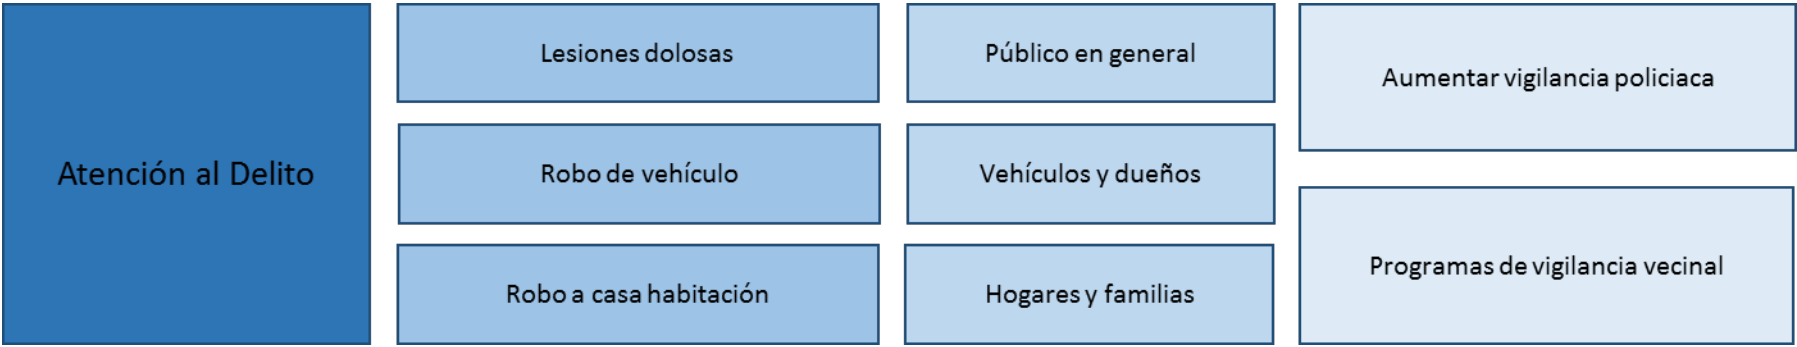 Atención al Delito
Lesiones dolosas
Robo de vehículo
Robo a casa habitación
Público en general
Vehículos y dueños
Hogares y familias
Aumentar vigilancia policiaca
Programas de vigilancia vecinal